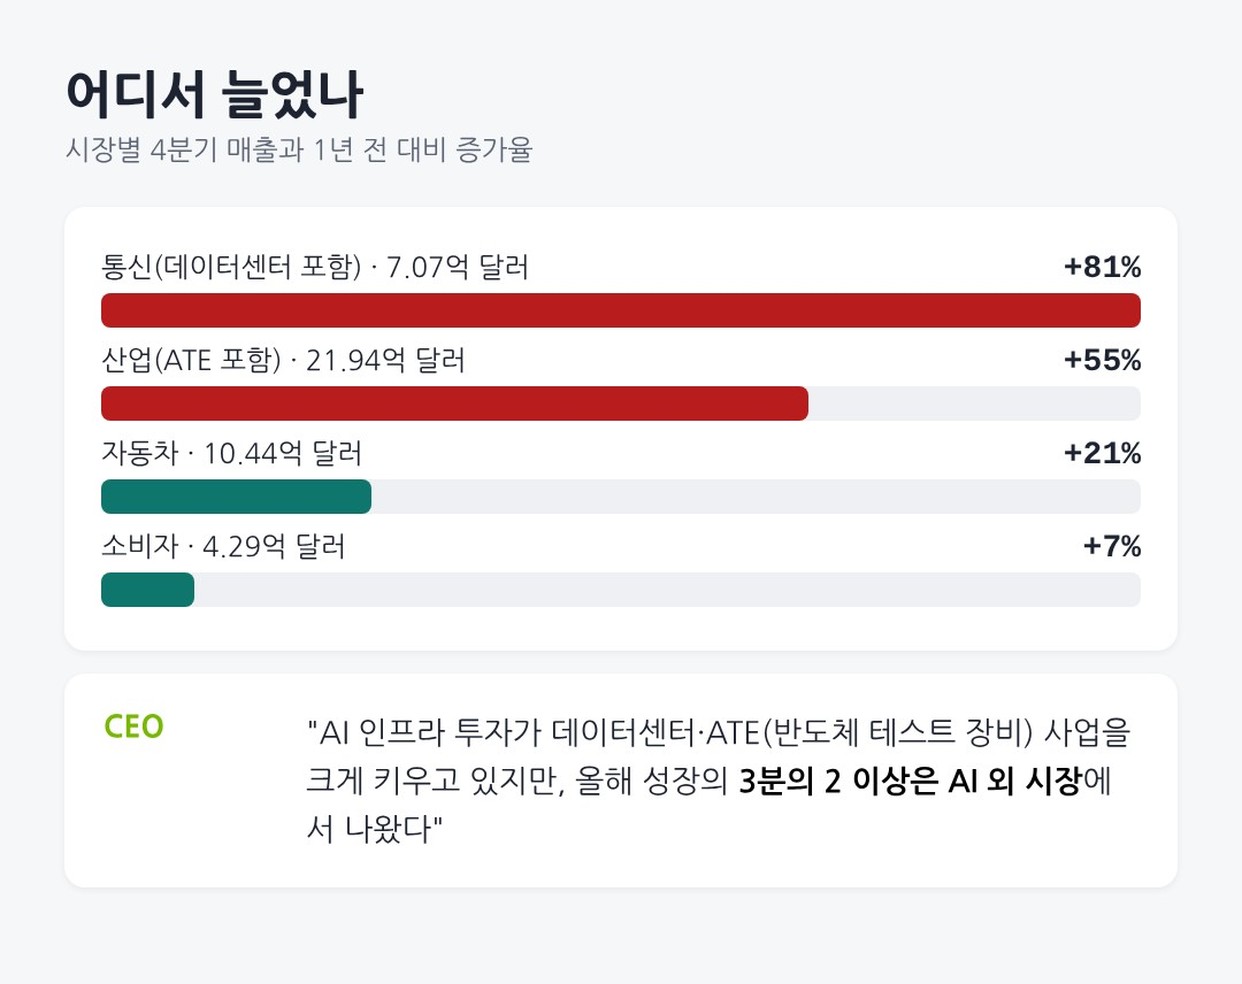 어디서 늘었나
시장별 4분기 매출과 1년 전 대비 증가율
통신(데이터센터 포함) · 7.07억 달러 +81%
산업(ATE 포함) · 21.94억 달러 +55%
자동차 · 10.44억 달러 +21%
소비자 · 4.29억 달러 +7%
CEO
"AI 인프라 투자가 데이터센터·ATE(반도체 테스트 장비) 사업을
크게 키우고 있지만, 올해 성장의 3분의 2 이상은 AI 외 시장에
서 나왔다"